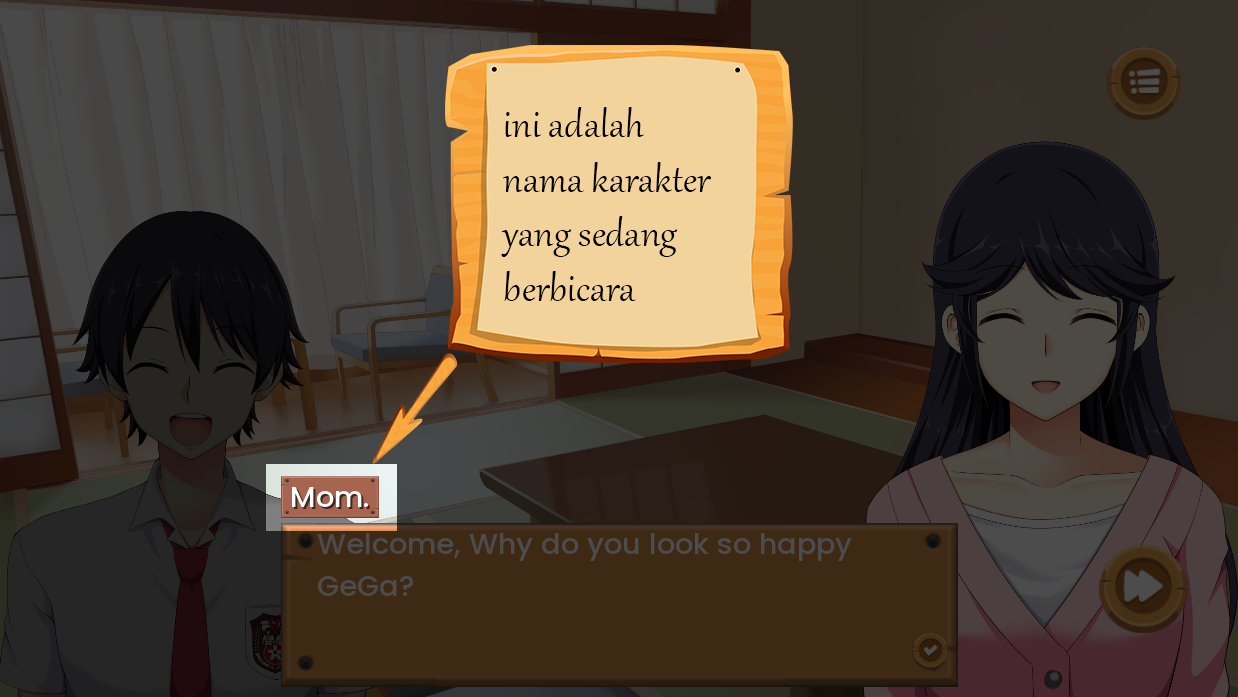 ini adalah
nama karakter
yang sedang
berbicara
Mom.
Welcome, Why do you look so happy
GeGa?